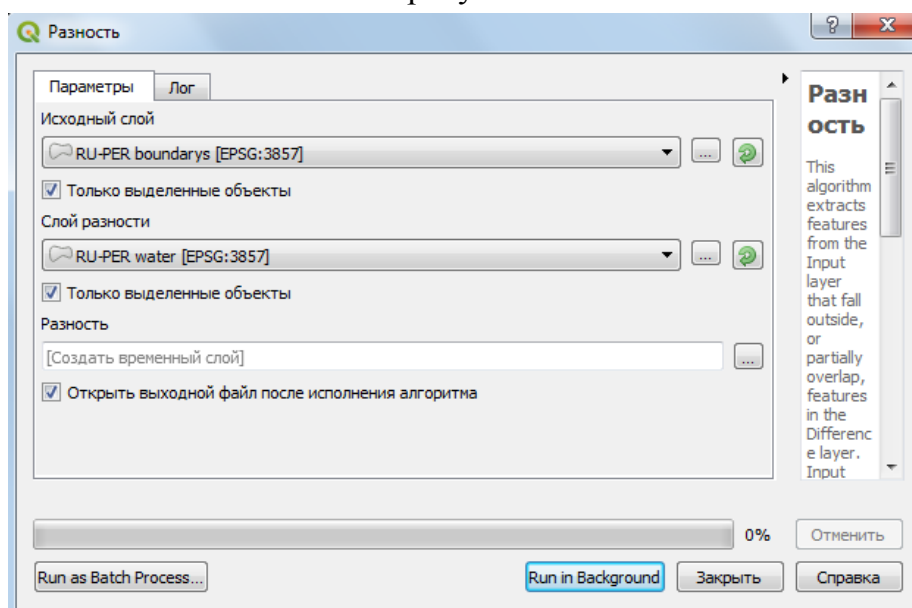 Разность
Параметры
Лог
Исходный слой
RU-PER boundarys [EPSG:3857]
...
Только выделенные объекты
Слой разности
RU-PER water [EPSG:3857]
...
Только выделенные объекты
Разность
[Создать временный слой]
...
Открыть выходной файл после исполнения алгоритма
Разн
ость
This
algorithm
extracts
features
from the
Input
layer
that fall
outside,
or
partially
overlap,
features
in the
Differenc
e layer.
Input
0%
Отменить
Run as Batch Process...
Run in Background
Закрыть
Справка